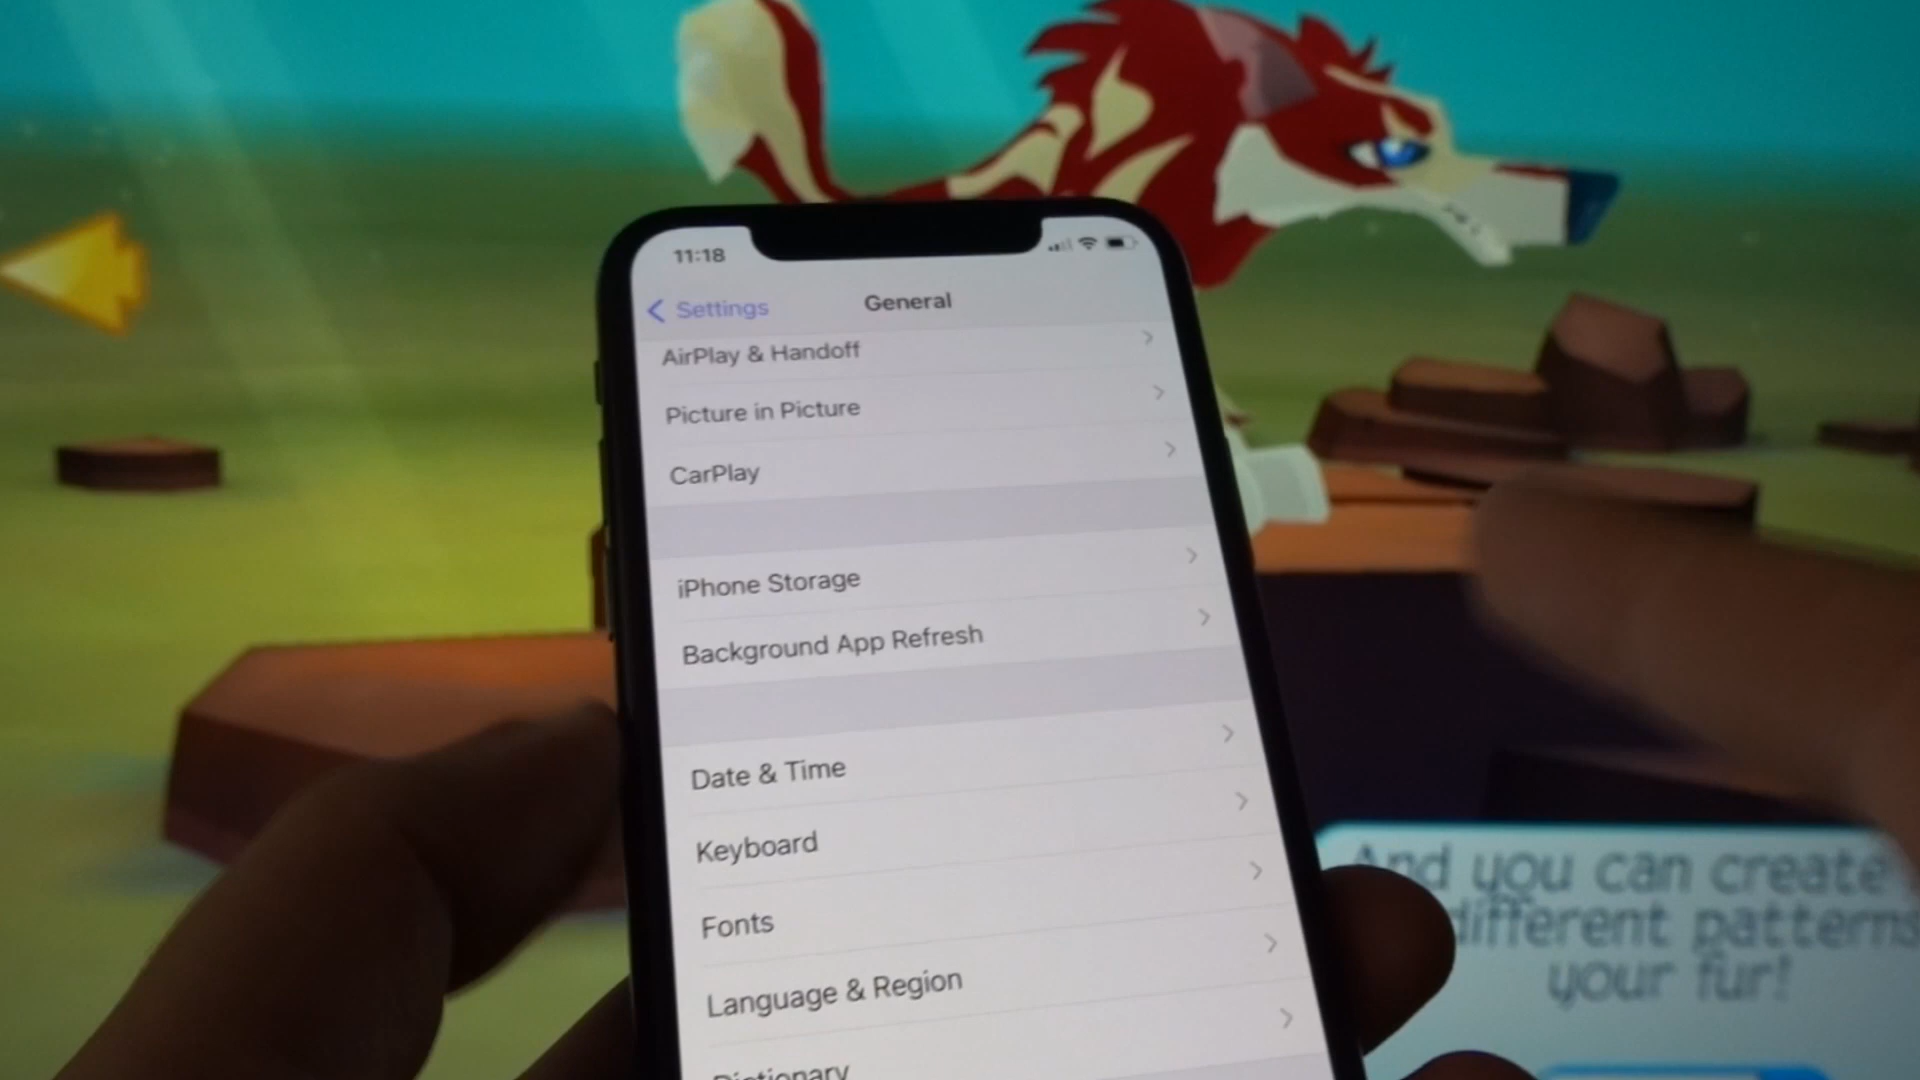 11:18
Settings
General
AirPlay & Handoff
Picture in Picture
CarPlay
iPhone Storage
Background App Refresh
Date & Time
Keyboard
Fonts
Language & Region
Dictionary
And you can create
different patterns
your fur!